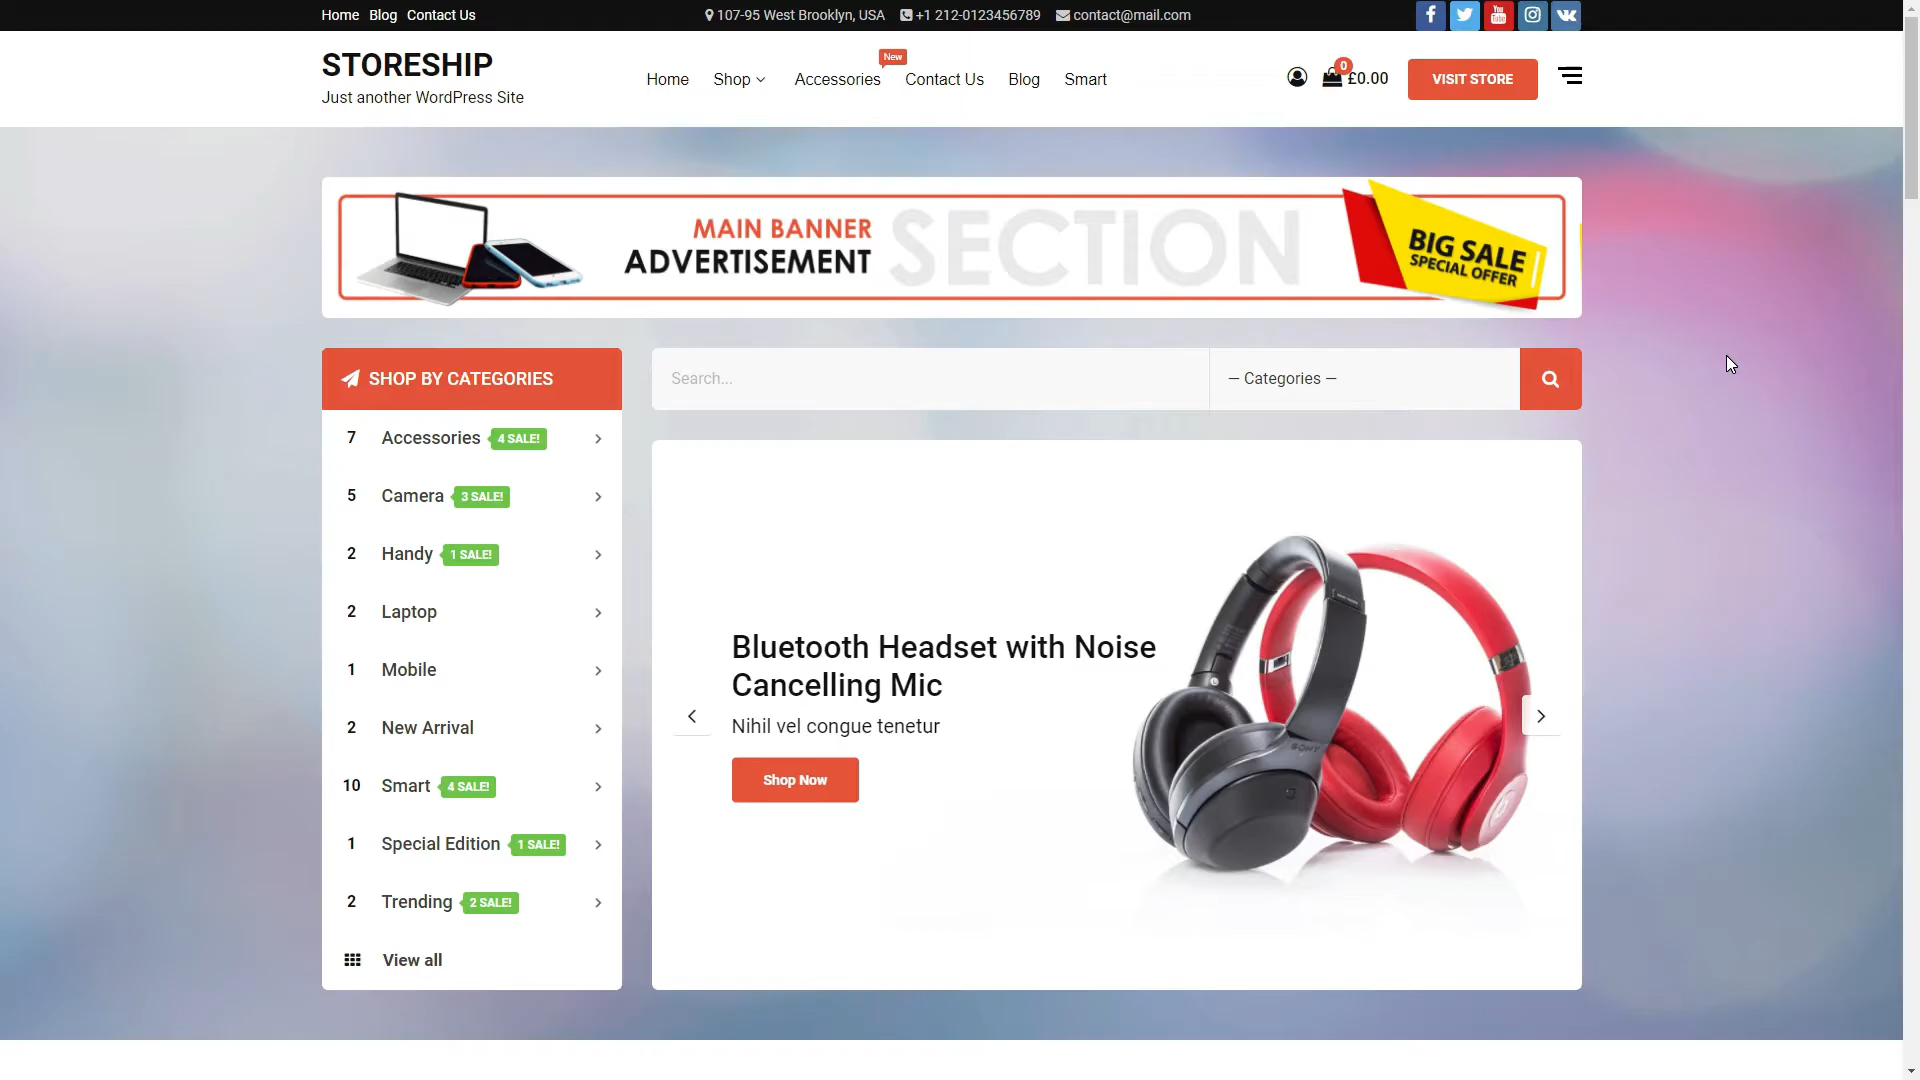 Home Blog Contact Us
107-95 West Brooklyn, USA +1 212-0123456789 contact@mail.com
STORESHIP
Just another WordPress Site
New
Home Shop Accessories Contact Us Blog Smart
0
£0.00
VISIT STORE
MAIN BANNER
ADVERTISEMENT
SECTION
BIG SALE
SPECIAL OFFER
SHOP BY CATEGORIES
Search...
— Categories —
7 Accessories 4 SALE!
5 Camera 3 SALE!
2 Handy 1 SALE!
2 Laptop
1 Mobile
2 New Arrival
10 Smart 4 SALE!
1 Special Edition 1 SALE!
2 Trending 2 SALE!
View all
Bluetooth Headset with Noise
Cancelling Mic
Nihil vel congue tenetur
Shop Now
SONY